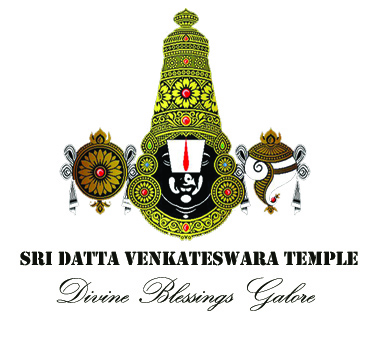 SRI DATTA VENKATESWARA TEMPLE
Divine Blessings Galore